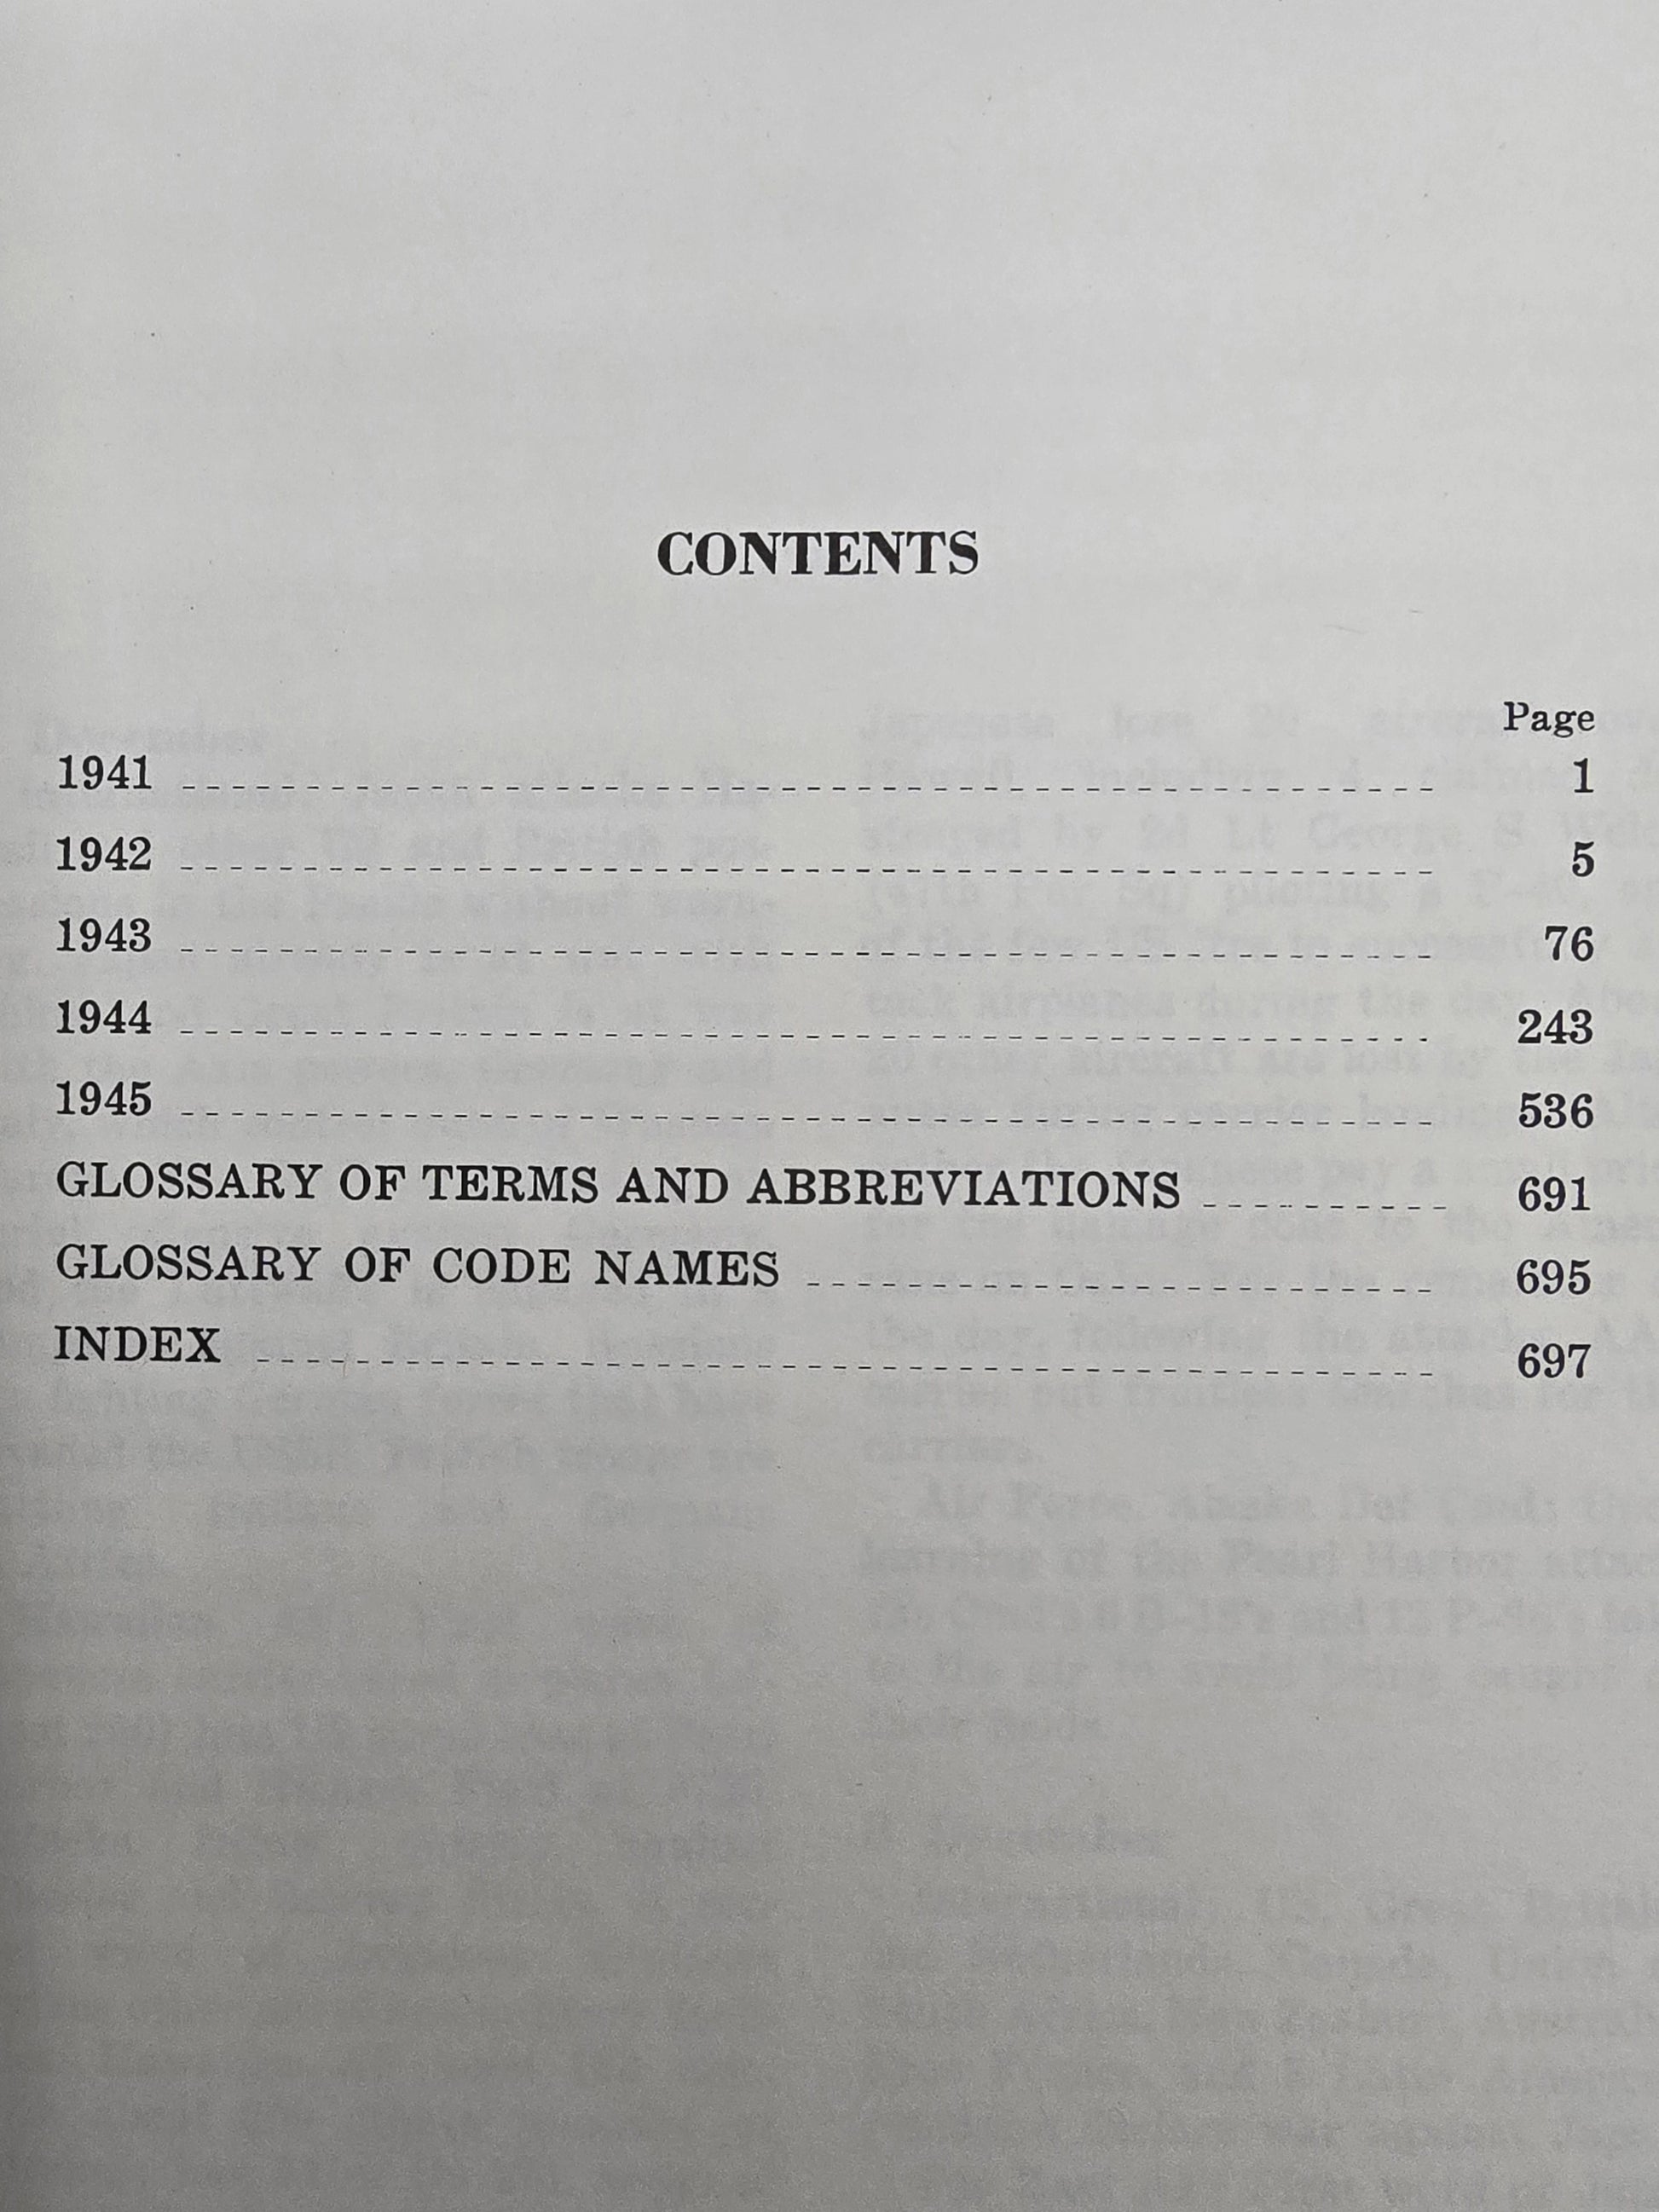 CONTENTS
Page
1941 1
1942 5
1943 76
1944 243
1945 536
GLOSSARY OF TERMS AND ABBREVIATIONS 691
GLOSSARY OF CODE NAMES 695
INDEX 697